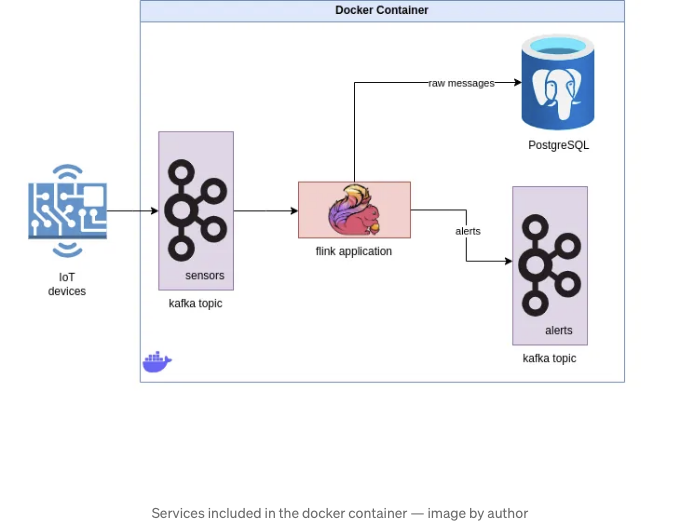 Docker Container
raw messages
PostgreSQL
sensors
kafka topic
flink application
alerts
IoT
devices
alerts
kafka topic
Services included in the docker container — image by author